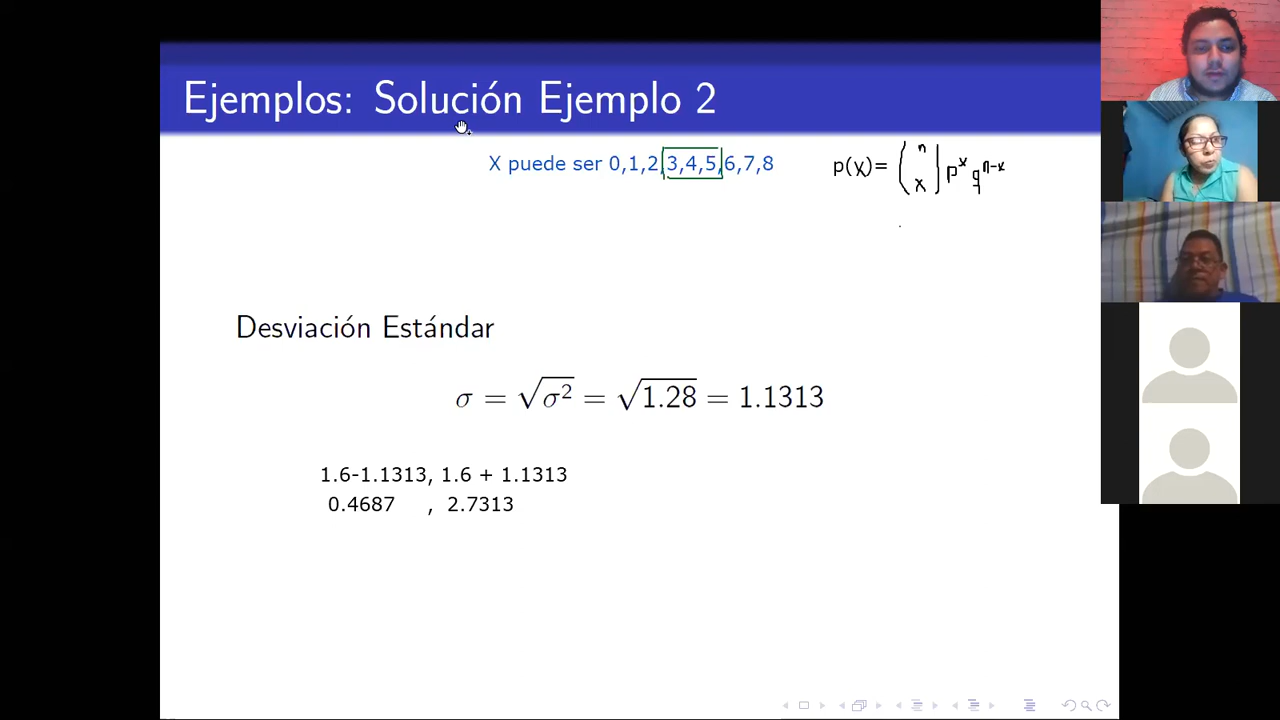 Ejemplos: Solución Ejemplo 2
X puede ser 0,1,2,3,4,5,6,7,8
p(x)= (n x) p^x q^n-x
Desviación Estándar
σ = √σ² = √1.28 = 1.1313
1.6-1.1313, 1.6 + 1.1313
0.4687 , 2.7313